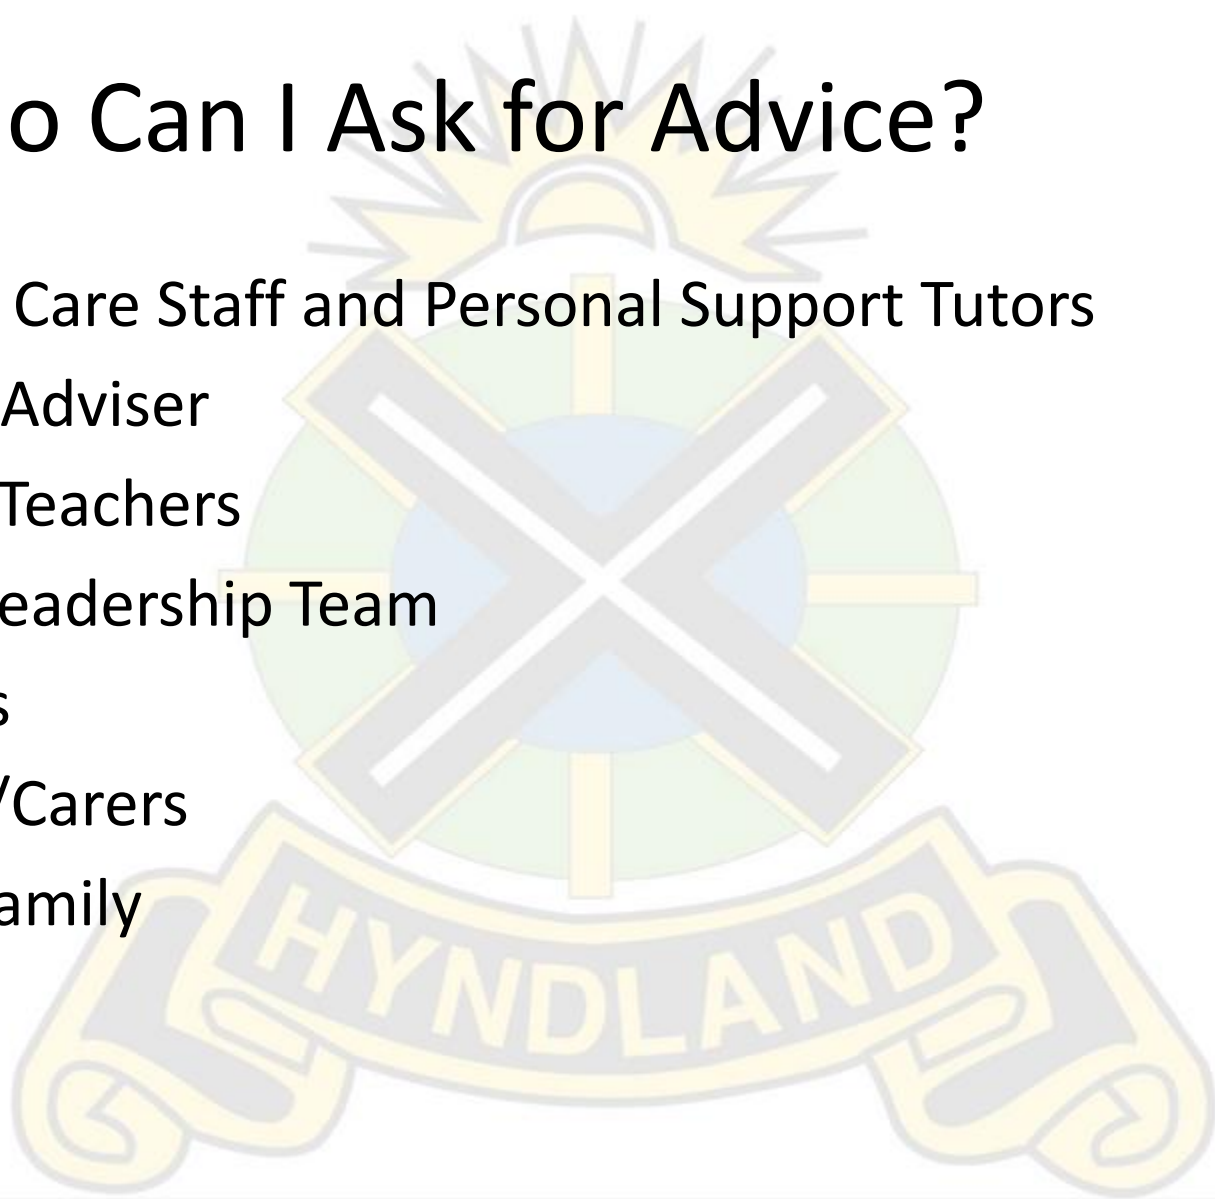 o Can I Ask for Advice?
Care Staff and Personal Support Tutors
Adviser
Teachers
eadership Team
s
/Carers
amily
HYNDLAND